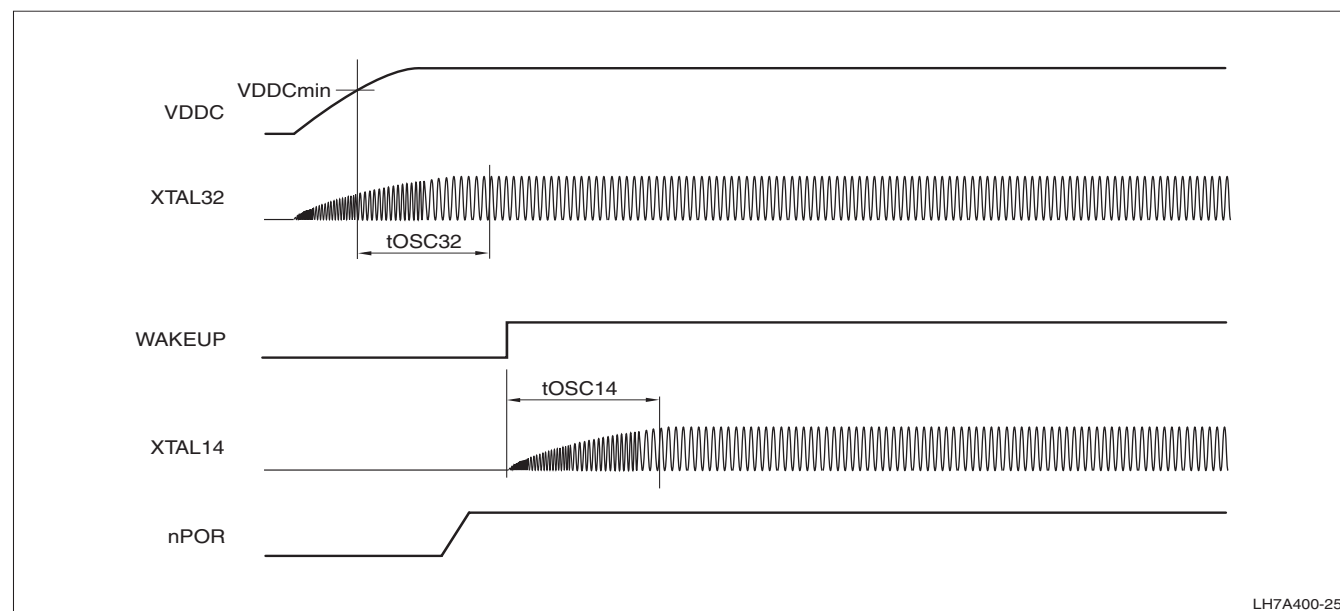 VDDCmin
VDDC
XTAL32
tOSC32
WAKEUP
tOSC14
XTAL14
nPOR
LH7A400-25